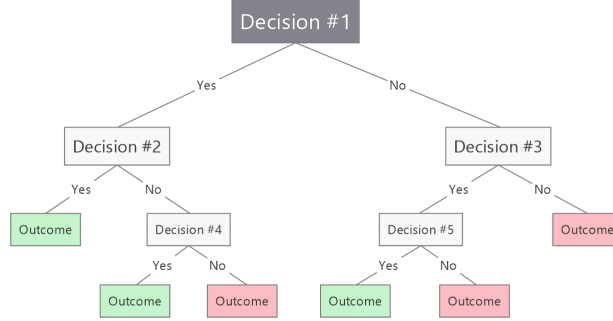 Decision #1
Yes
No
Decision #2
Decision #3
Yes
No
Yes
No
Outcome
Decision #4
Decision #5
Outcome
Yes
No
Yes
No
Outcome
Outcome
Outcome
Outcome